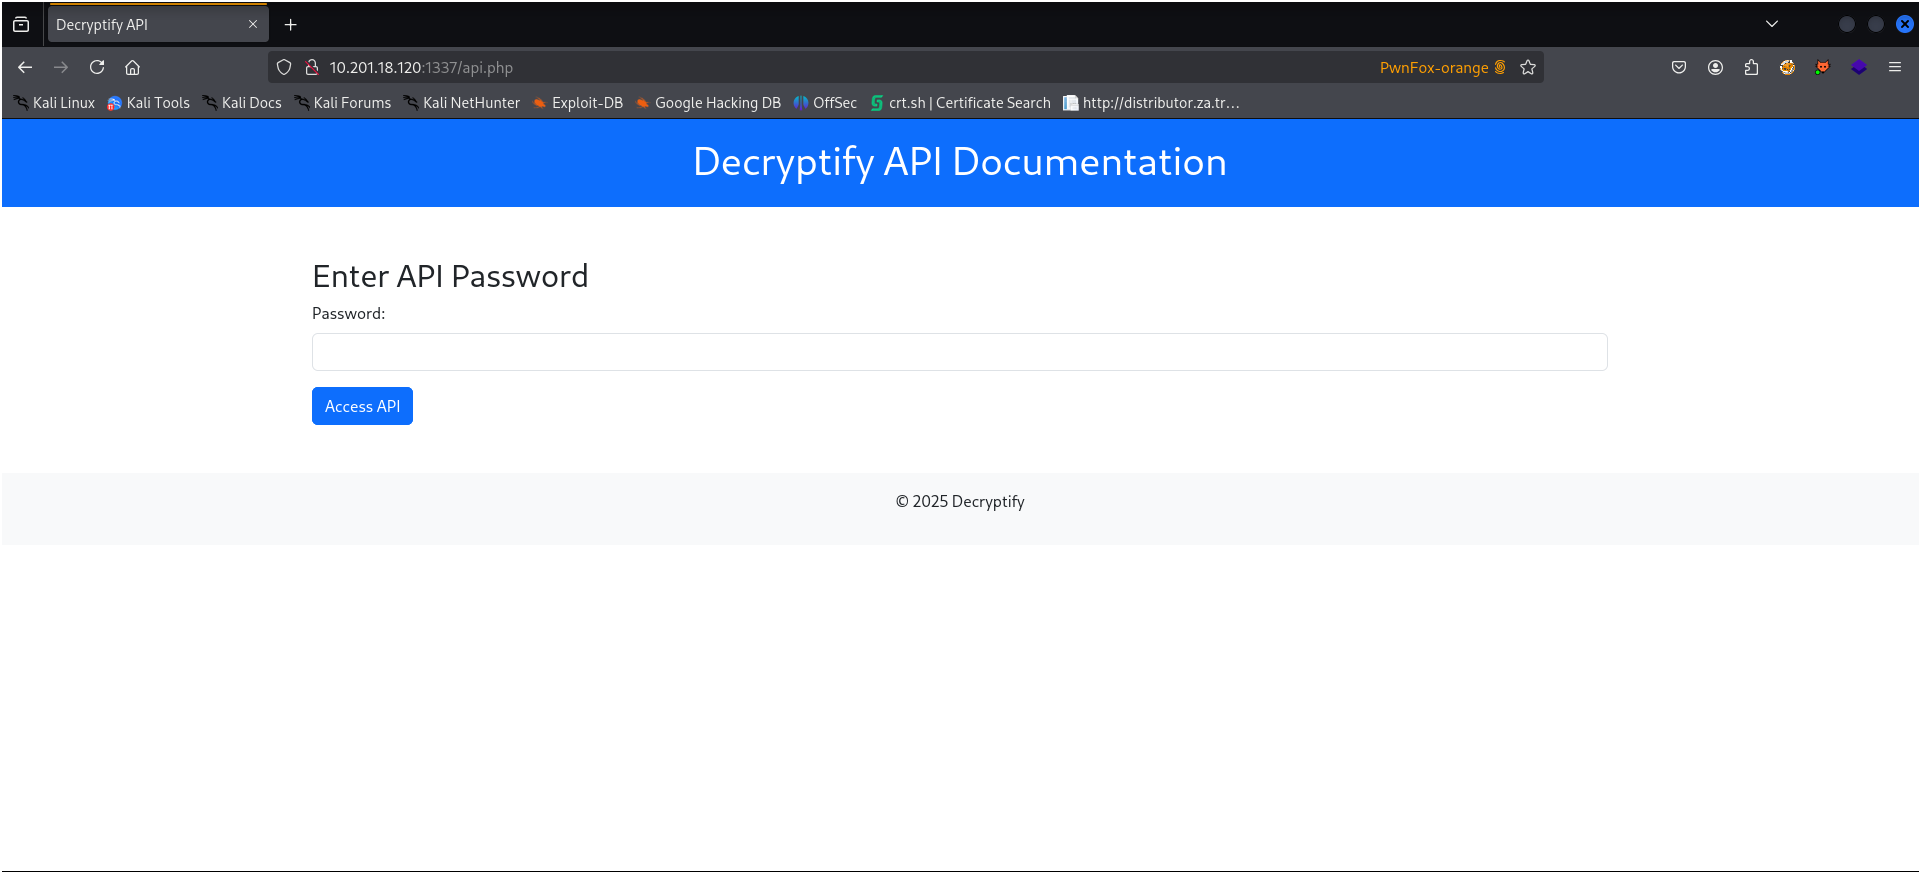 Decryptify API
10.201.18.120:1337/api.php
PwnFox-orange
Kali Linux Kali Tools Kali Docs Kali Forums Kali NetHunter Exploit-DB Google Hacking DB OffSec crt.sh | Certificate Search http://distributor.za.tr…
Decryptify API Documentation
Enter API Password
Password:
Access API
© 2025 Decryptify